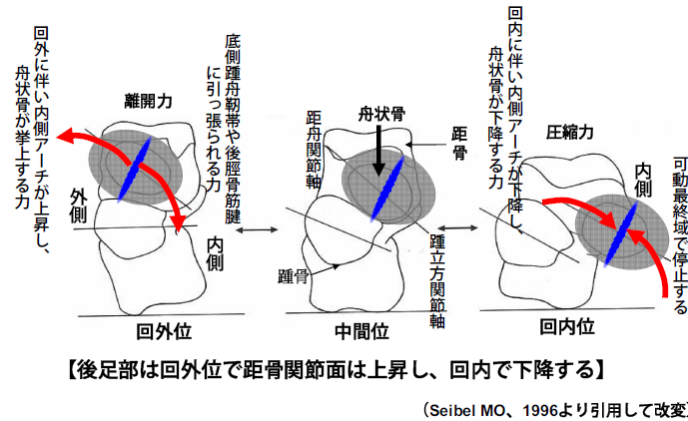 回外に伴い内側アーチが上昇し、
舟状骨が挙上する力
離開力
底側踵舟靭帯や後脛骨筋腱
に引っ張られる力
外側
内側
回外位
距舟関節軸
舟状骨
距骨
踵骨
踵立方関節軸
中間位
回内に伴い内側アーチが下降し、
舟状骨が下降する力
圧縮力
内側
可動最終域で停止する
回内位
【後足部は回外位で距骨関節面は上昇し、回内で下降する】
（Seibel MO、1996より引用して改変）